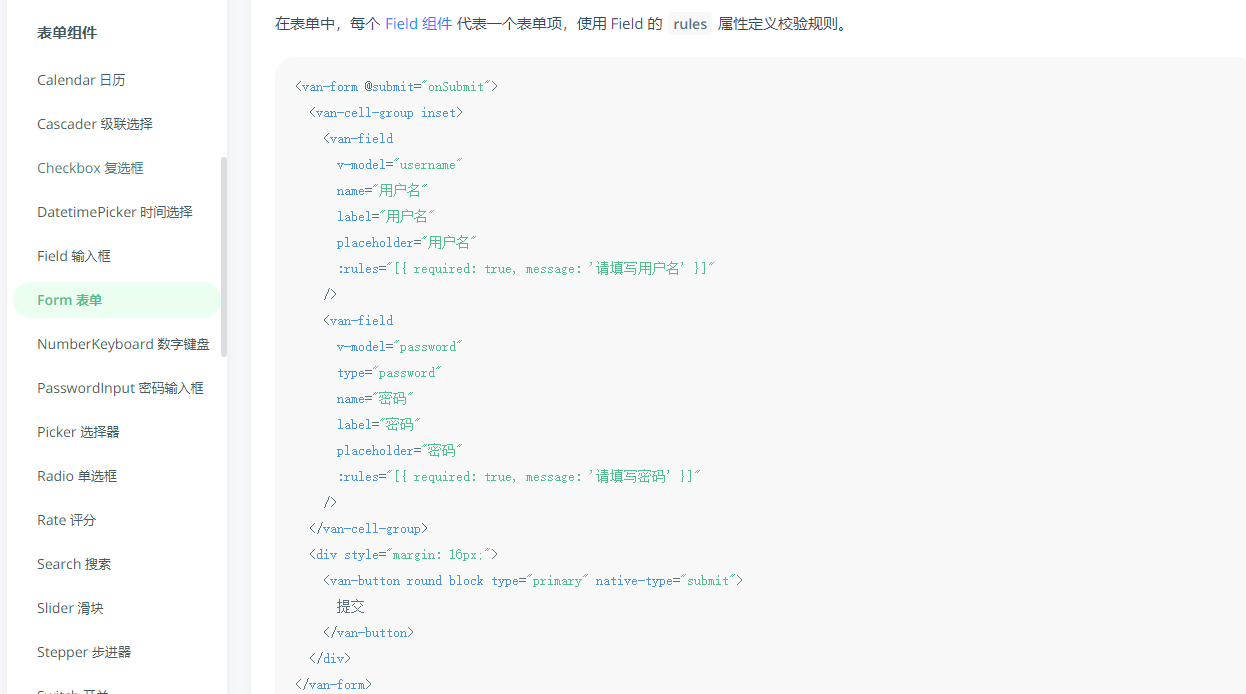 表单组件
Calendar 日历
Cascader 级联选择
Checkbox 复选框
DatetimePicker 时间选择
Field 输入框
Form 表单
NumberKeyboard 数字键盘
PasswordInput 密码输入框
Picker 选择器
Radio 单选框
Rate 评分
Search 搜索
Slider 滑块
Stepper 步进器
在表单中，每个 Field 组件 代表一个表单项，使用 Field 的 rules 属性定义校验规则。
<van-form @submit="onSubmit">
  <van-cell-group inset>
    <van-field
      v-model="username"
      name="用户名"
      label="用户名"
      placeholder="用户名"
      :rules="[{ required: true, message: '请填写用户名' }]"
    />
    <van-field
      v-model="password"
      type="password"
      name="密码"
      label="密码"
      placeholder="密码"
      :rules="[{ required: true, message: '请填写密码' }]"
    />
  </van-cell-group>
  <div style="margin: 16px;">
    <van-button round block type="primary" native-type="submit">
      提交
    </van-button>
  </div>
</van-form>